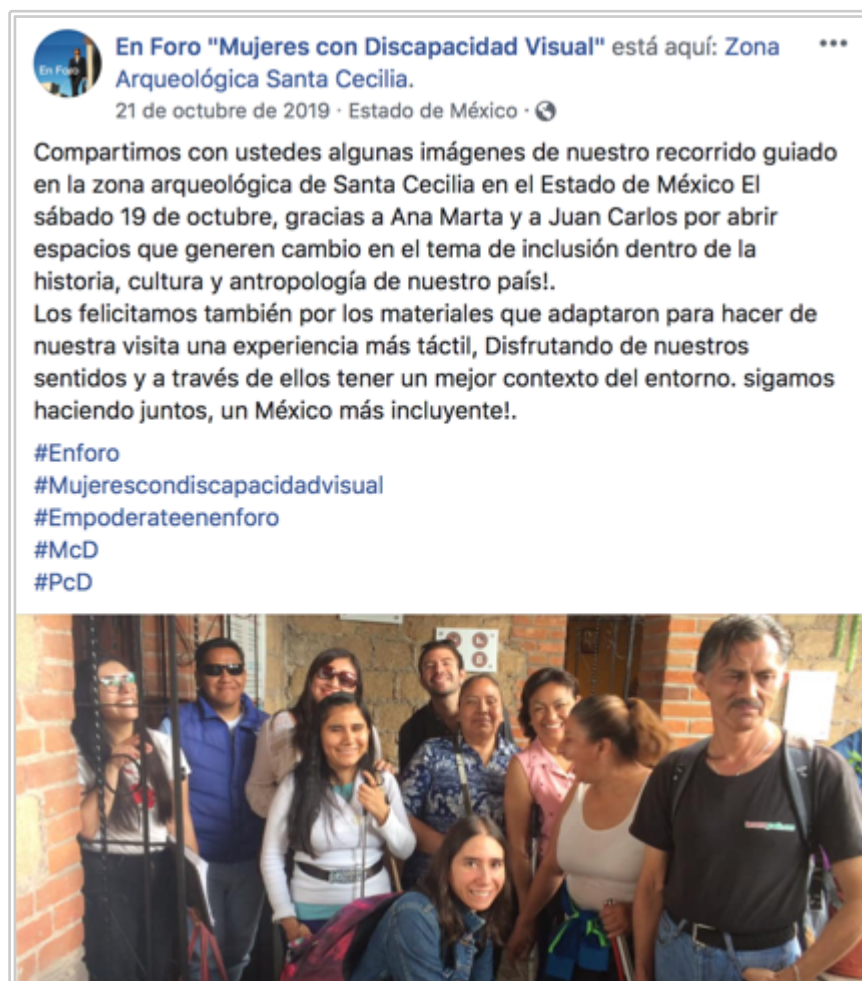 En Foro "Mujeres con Discapacidad Visual" está aquí: Zona
Arqueológica Santa Cecilia.
En Foro
21 de octubre de 2019 · Estado de México ·
Compartimos con ustedes algunas imágenes de nuestro recorrido guiado
en la zona arqueológica de Santa Cecilia en el Estado de México El
sábado 19 de octubre, gracias a Ana Marta y a Juan Carlos por abrir
espacios que generen cambio en el tema de inclusión dentro de la
historia, cultura y antropología de nuestro país!.
Los felicitamos también por los materiales que adaptaron para hacer de
nuestra visita una experiencia más táctil, Disfrutando de nuestros
sentidos y a través de ellos tener un mejor contexto del entorno. sigamos
haciendo juntos, un México más incluyente!.
#Enforo
#Mujerescondiscapacidadvisual
#Empoderateenenforo
#McD
#PcD